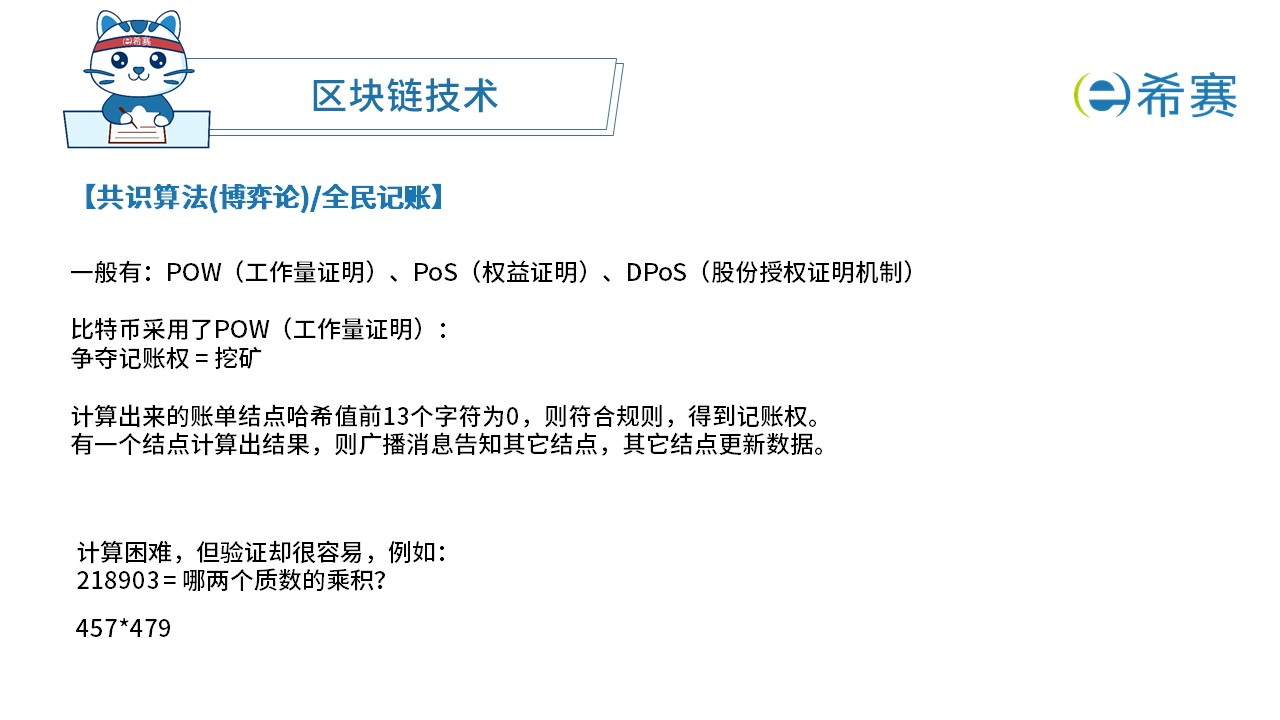 希赛
区块链技术
希赛
【共识算法(博弈论)/全民记账】
一般有：POW（工作量证明）、PoS（权益证明）、DPoS（股份授权证明机制）
比特币采用了POW（工作量证明）：
争夺记账权 = 挖矿
计算出来的账单结点哈希值前13个字符为0，则符合规则，得到记账权。
有一个结点计算出结果，则广播消息告知其它结点，其它结点更新数据。
计算困难，但验证却很容易，例如：
218903 = 哪两个质数的乘积？
457*479